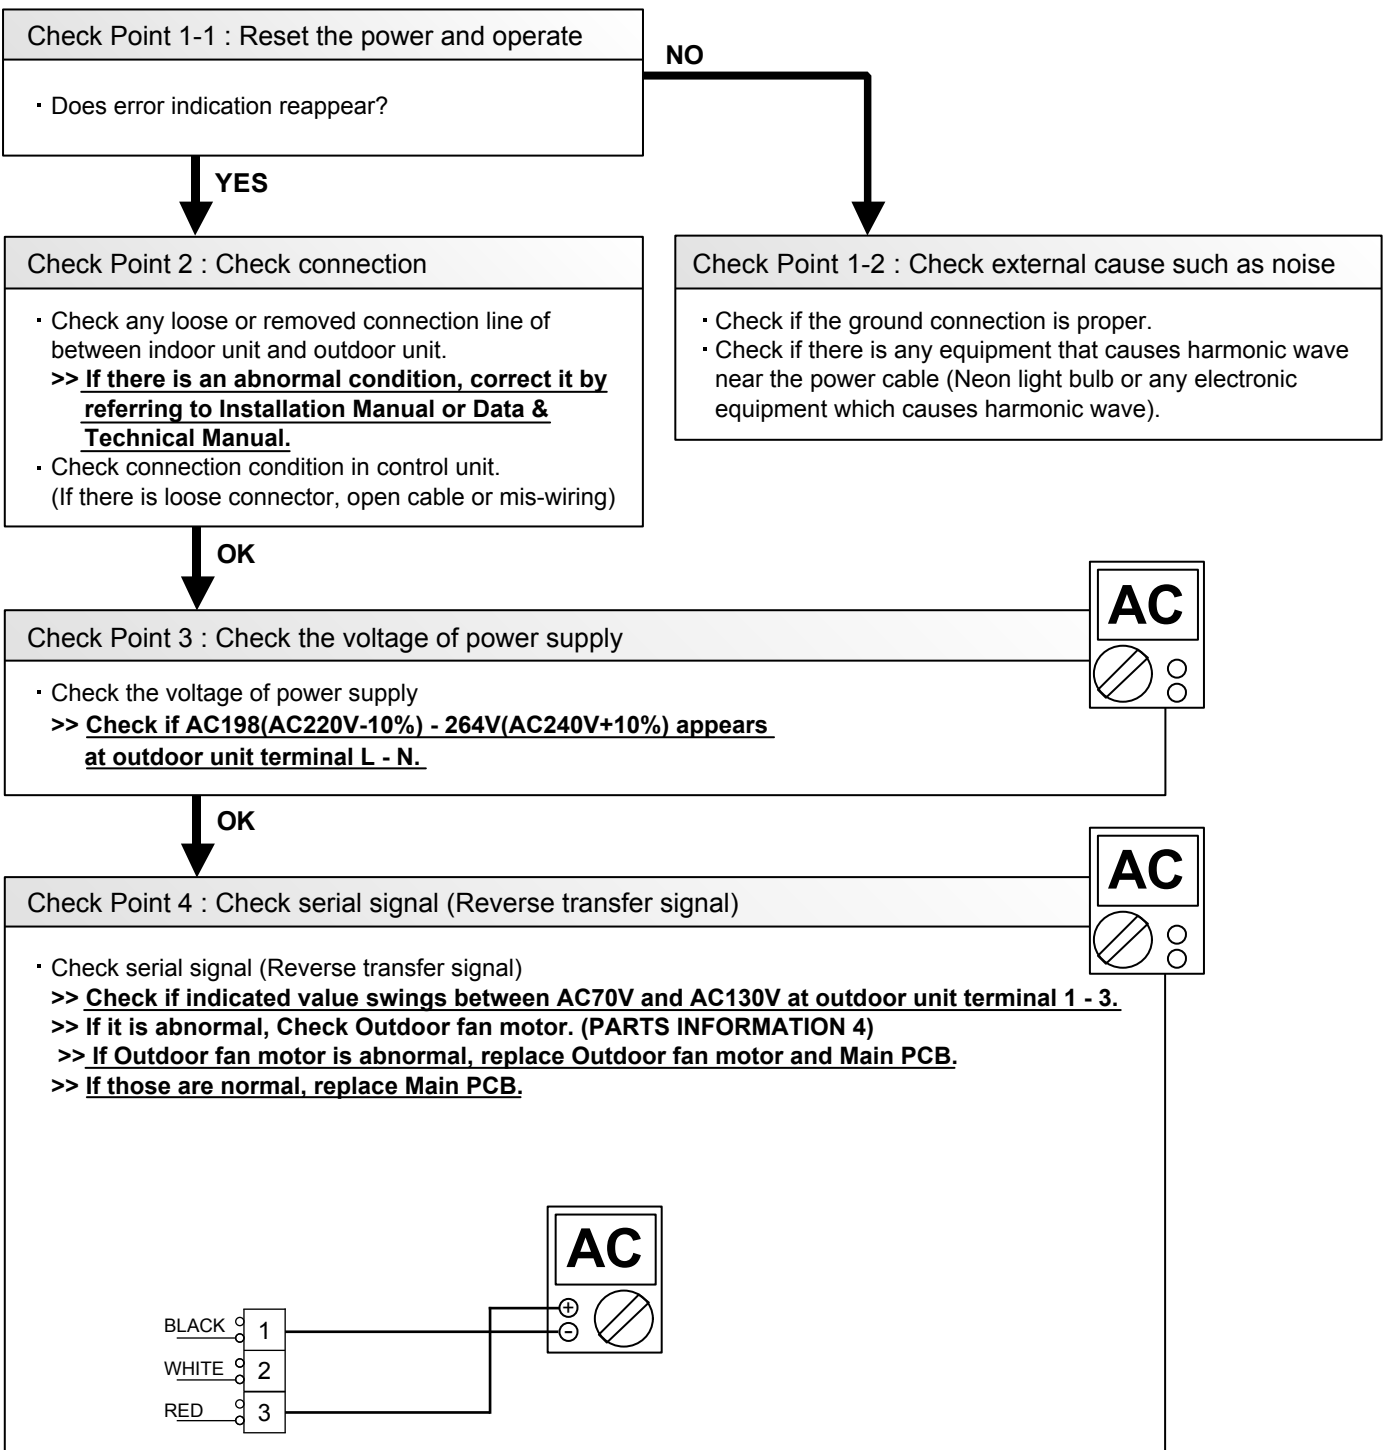 Check Point 1-1 : Reset the power and operate
· Does error indication reappear?
NO
YES
Check Point 2 : Check connection
· Check any loose or removed connection line of
between indoor unit and outdoor unit.
>> If there is an abnormal condition, correct it by
referring to Installation Manual or Data &
Technical Manual.
· Check connection condition in control unit.
(If there is loose connector, open cable or mis-wiring)
Check Point 1-2 : Check external cause such as noise
· Check if the ground connection is proper.
· Check if there is any equipment that causes harmonic wave
near the power cable (Neon light bulb or any electronic
equipment which causes harmonic wave).
OK
Check Point 3 : Check the voltage of power supply
AC
· Check the voltage of power supply
>> Check if AC198(AC220V-10%) - 264V(AC240V+10%) appears
at outdoor unit terminal L - N.
OK
Check Point 4 : Check serial signal (Reverse transfer signal)
AC
· Check serial signal (Reverse transfer signal)
>> Check if indicated value swings between AC70V and AC130V at outdoor unit terminal 1 - 3.
>> If it is abnormal, Check Outdoor fan motor. (PARTS INFORMATION 4)
>> If Outdoor fan motor is abnormal, replace Outdoor fan motor and Main PCB.
>> If those are normal, replace Main PCB.
AC
+
-
BLACK 1
WHITE 2
RED 3